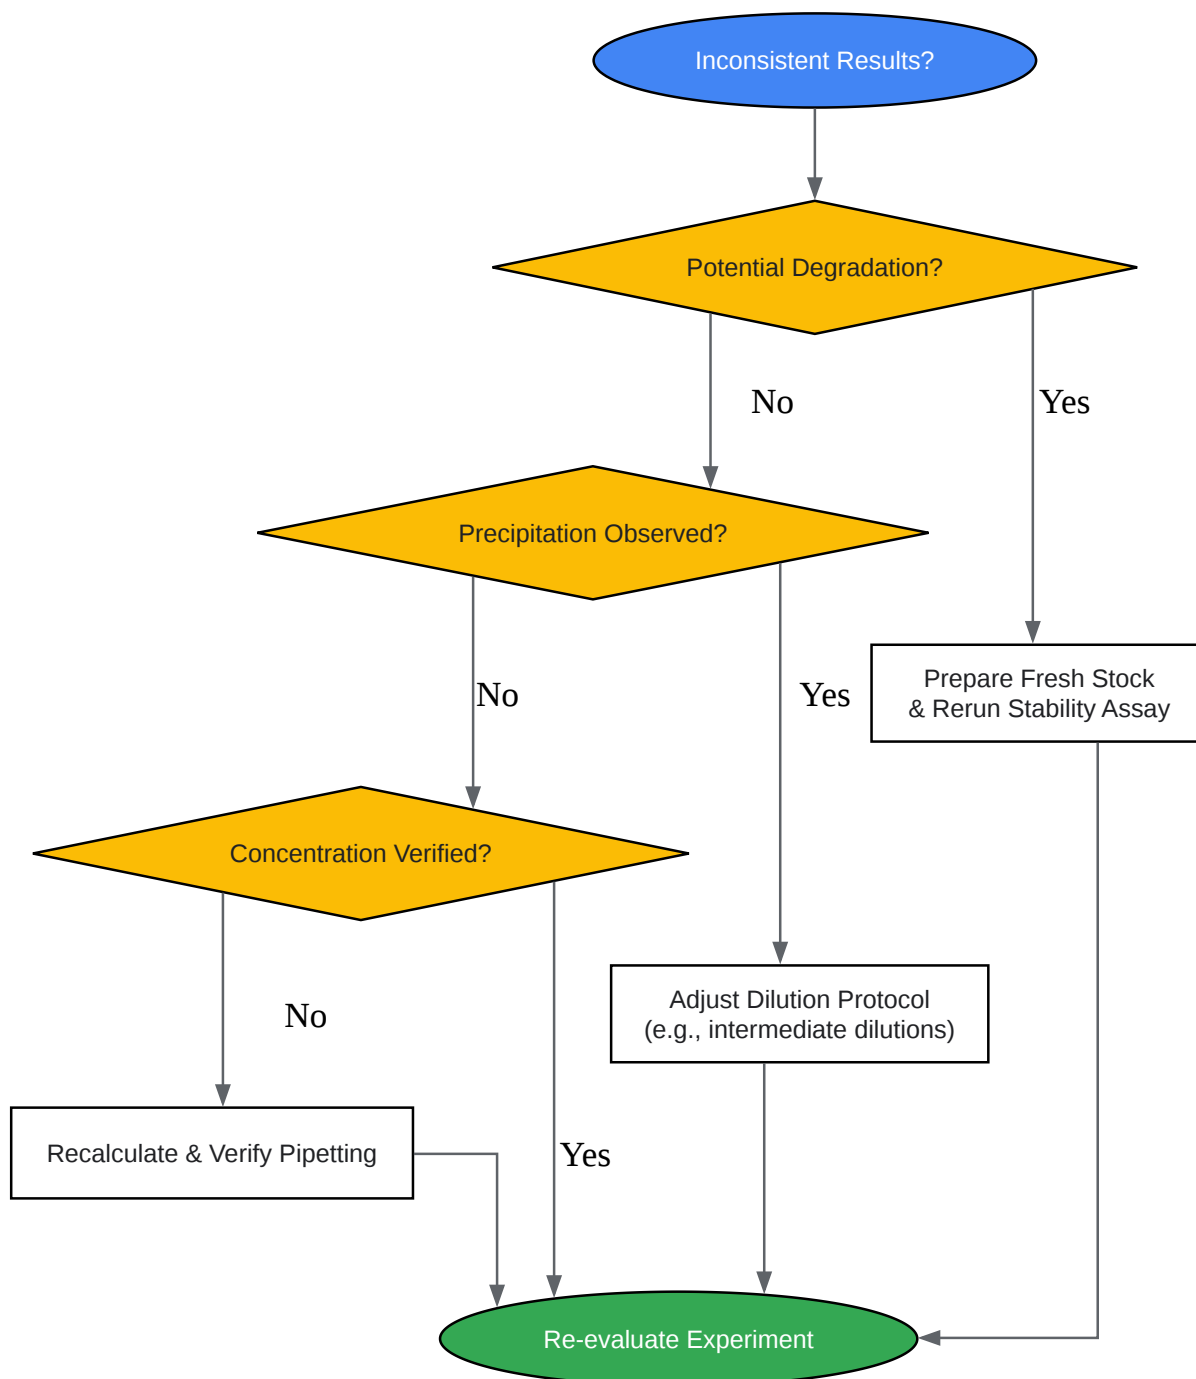 Inconsistent Results?
Potential Degradation?
No
Yes
Precipitation Observed?
No
Yes
Prepare Fresh Stock
& Rerun Stability Assay
Concentration Verified?
Adjust Dilution Protocol
(e.g., intermediate dilutions)
No
Recalculate & Verify Pipetting
Yes
Re-evaluate Experiment